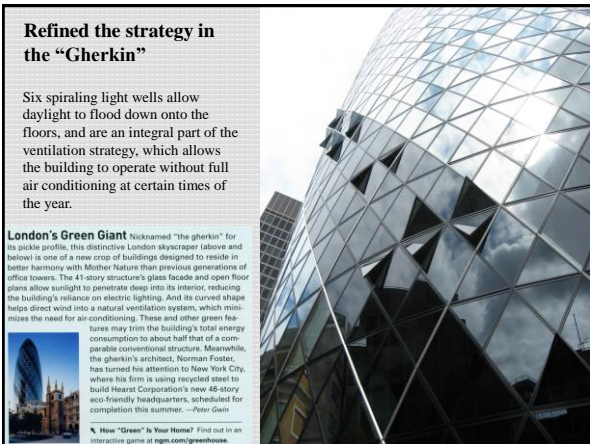 Refined the strategy in
the “Gherkin”
Six spiraling light wells allow
daylight to flood down onto the
floors, and are an integral part of the
ventilation strategy, which allows
the building to operate without full
air conditioning at certain times of
the year.
London's Green Giant Nicknamed "the gherkin" for
its pickle profile, this distinctive London skyscraper (above and
below) is one of a new crop of buildings designed to reside in
better harmony with Mother Nature than previous generations of
office towers. The 41-story structure's glass facade and open floor
plans allow sunlight to penetrate deep into its interior, reducing
the building's reliance on electric lighting. And its curved shape
helps direct wind into a natural ventilation system, which mini-
mizes the need for air-conditioning. These and other green fea-
tures may trim the building's total energy
consumption to about half that of a com-
parable conventional structure. Meanwhile,
the gherkin's architect, Norman Foster,
has turned his attention to New York City,
where his firm is using recycled steel to
build Hearst Corporation's new 46-story
eco-friendly headquarters, scheduled for
completion this summer. —Peter Gwin
How "Green" Is Your Home? Find out in an
interactive game at ngm.com/greenhouse.